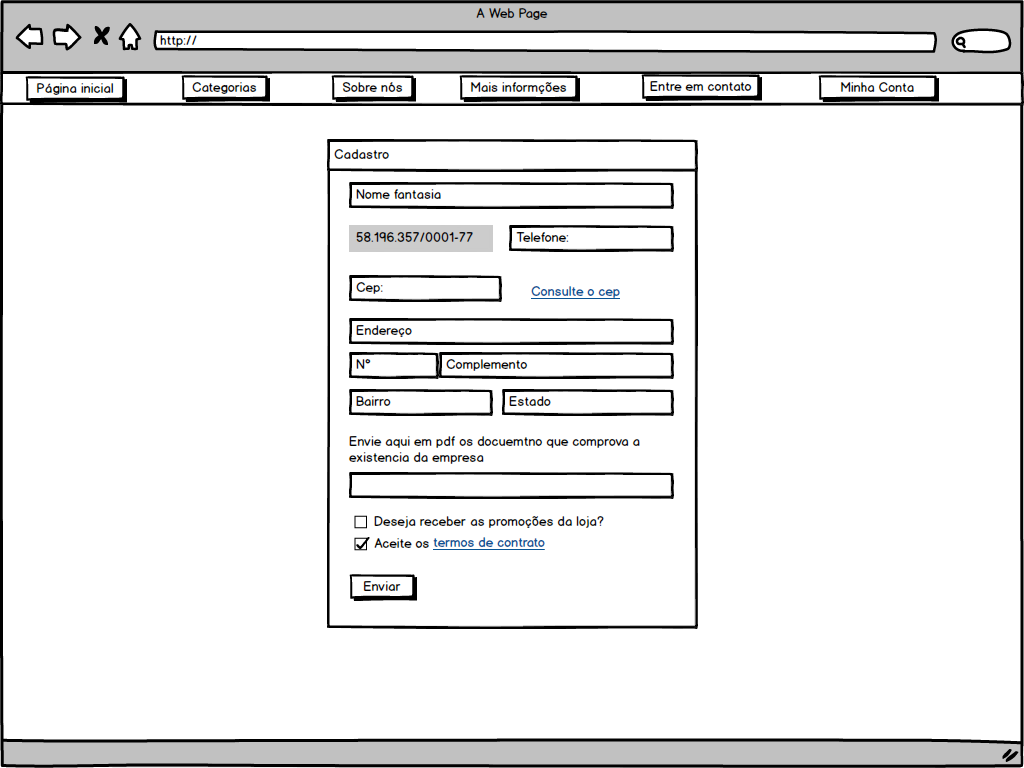 A Web Page
http://
Página inicial
Categorias
Sobre nós
Mais informções
Entre em contato
Minha Conta
Cadastro
Nome fantasia
58.196.357/0001-77
Telefone:
Cep:
Consulte o cep
Endereço
Nº
Complemento
Bairro
Estado
Envie aqui em pdf os docuemtno que comprova a
existencia da empresa
Deseja receber as promoções da loja?
Aceite os termos de contrato
Enviar